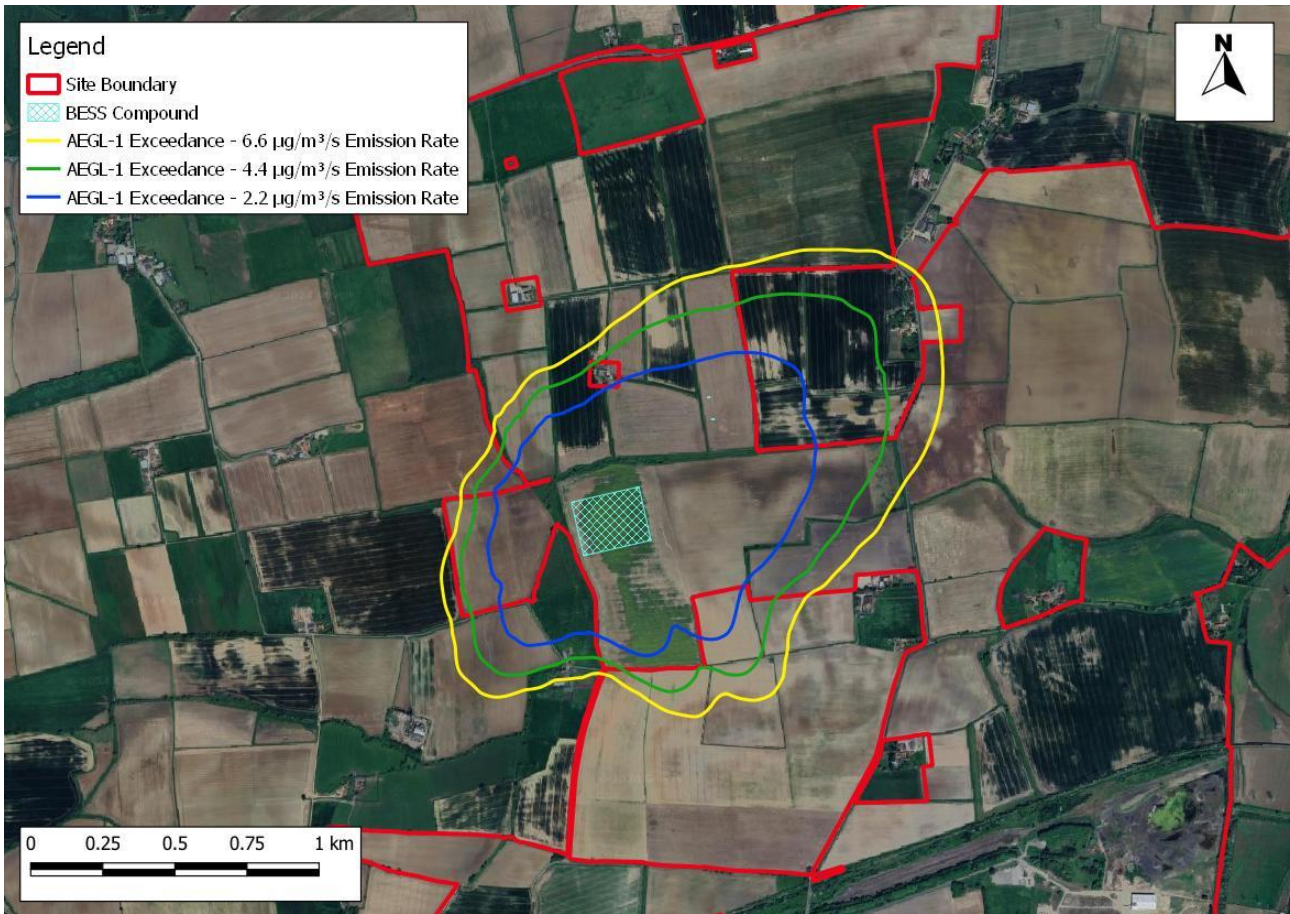 Legend
Site Boundary
BESS Compound
AEGL-1 Exceedance - 6.6 µg/m³/s Emission Rate
AEGL-1 Exceedance - 4.4 µg/m³/s Emission Rate
AEGL-1 Exceedance - 2.2 µg/m³/s Emission Rate
N
0 0.25 0.5 0.75 1 km